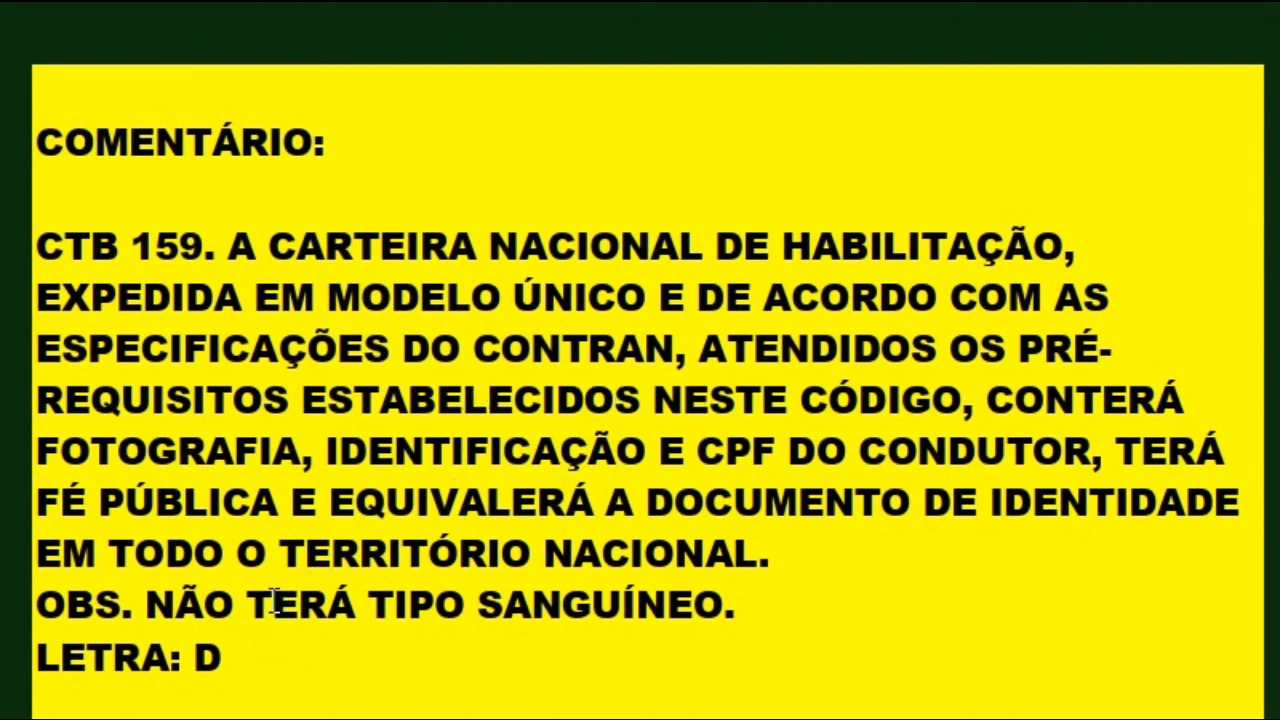 COMENTÁRIO:
CTB 159. A CARTEIRA NACIONAL DE HABILITAÇÃO,
EXPEDIDA EM MODELO ÚNICO E DE ACORDO COM AS
ESPECIFICAÇÕES DO CONTRAN, ATENDIDOS OS PRÉ-
REQUISITOS ESTABELECIDOS NESTE CÓDIGO, CONTERÁ
FOTOGRAFIA, IDENTIFICAÇÃO E CPF DO CONDUTOR, TERÁ
FÉ PÚBLICA E EQUIVALERÁ A DOCUMENTO DE IDENTIDADE
EM TODO O TERRITÓRIO NACIONAL.
OBS. NÃO TERÁ TIPO SANGUÍNEO.
LETRA: D